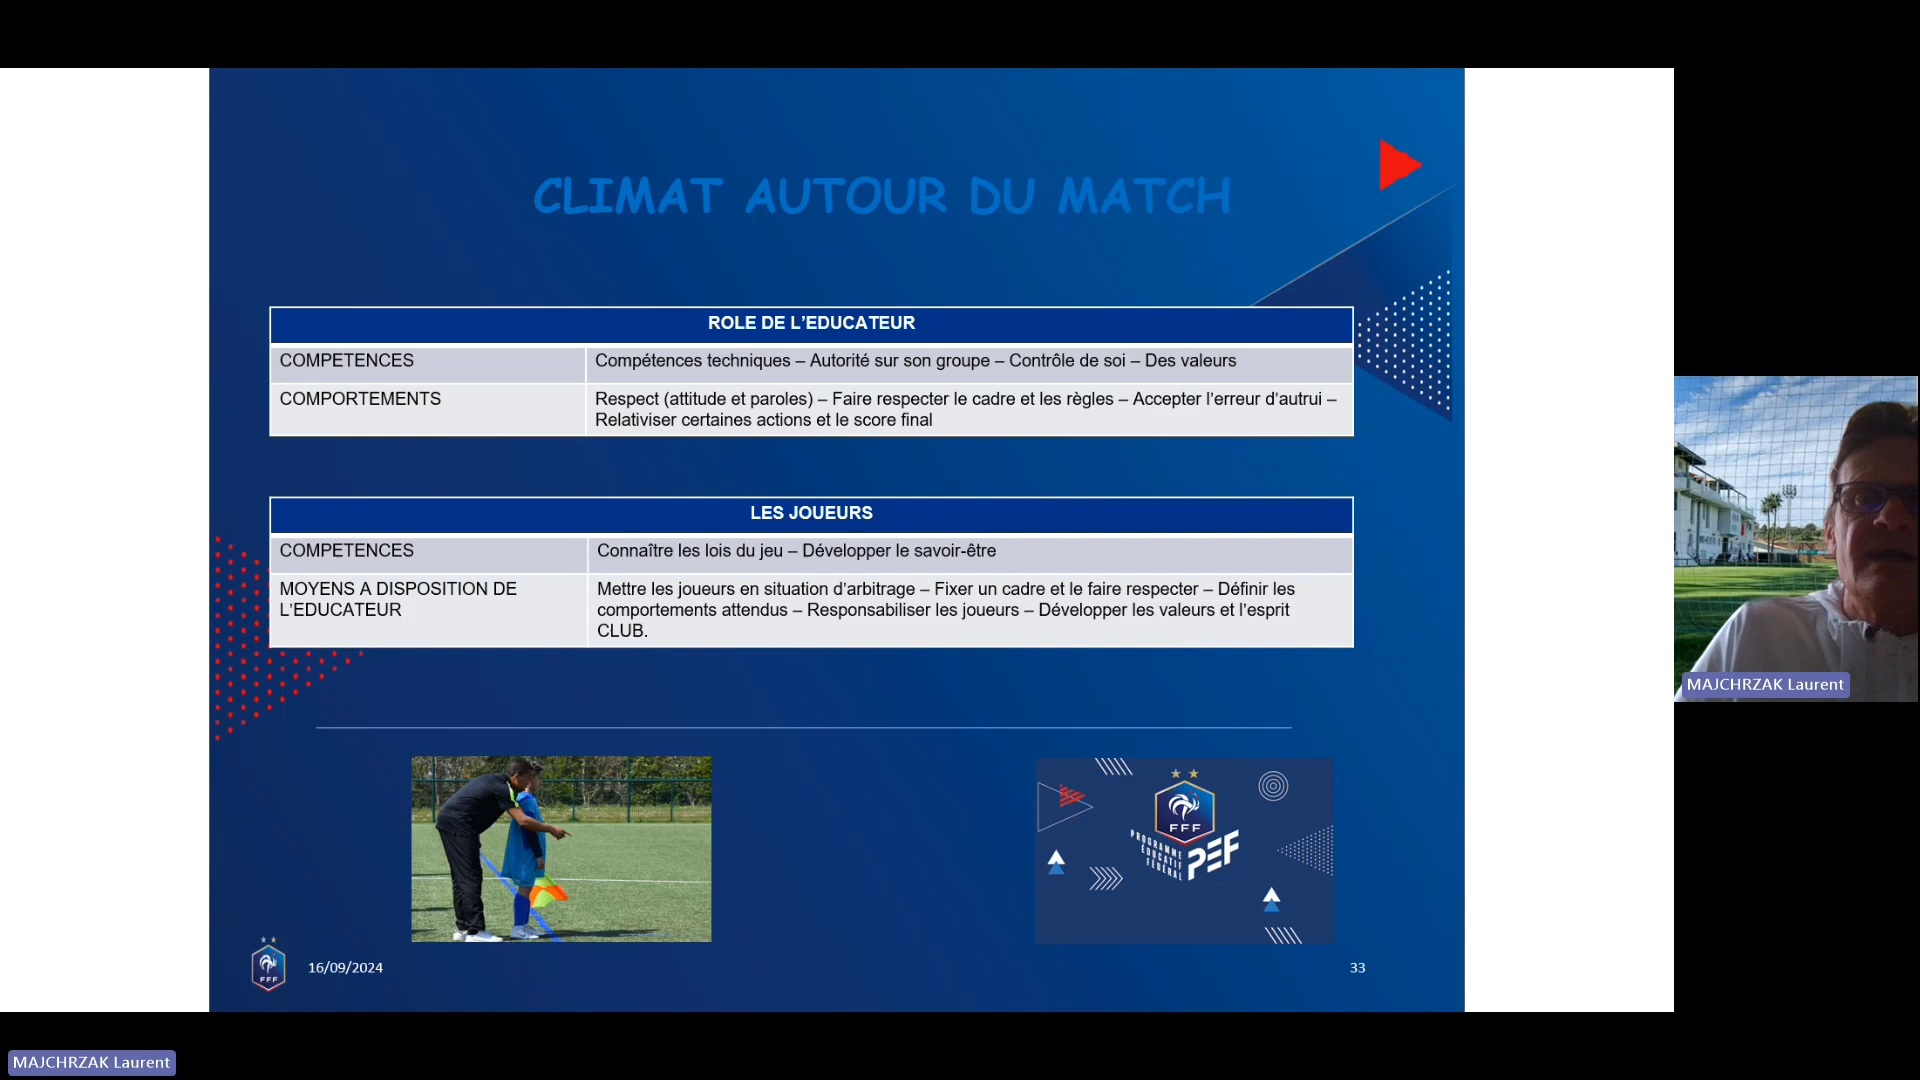 CLIMAT AUTOUR DU MATCH
ROLE DE L’EDUCATEUR
COMPETENCES
Compétences techniques – Autorité sur son groupe – Contrôle de soi – Des valeurs
COMPORTEMENTS
Respect (attitude et paroles) – Faire respecter le cadre et les règles – Accepter l’erreur d’autrui –
Relativiser certaines actions et le score final
LES JOUEURS
COMPETENCES
Connaître les lois du jeu – Développer le savoir-être
MOYENS A DISPOSITION DE
L’EDUCATEUR
Mettre les joueurs en situation d’arbitrage – Fixer un cadre et le faire respecter – Définir les
comportements attendus – Responsabiliser les joueurs – Développer les valeurs et l’esprit
CLUB.
FFF
PROGRAMME
ÉDUCATIF
FÉDÉRAL
PEF
FFF
16/09/2024
33
MAJCHRZAK Laurent
MAJCHRZAK Laurent